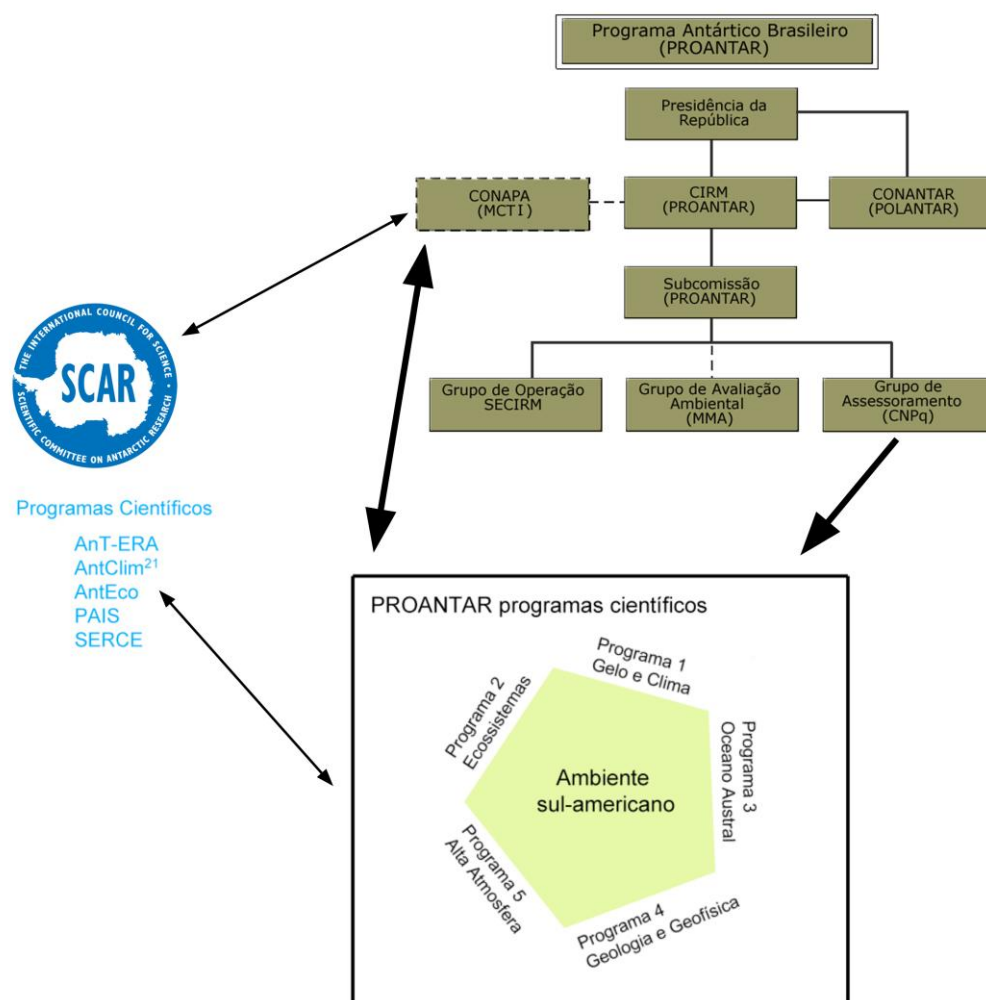 Programa Antártico Brasileiro
(PROANTAR)
Presidência da
República
CONAPA
(MCTI)
CIRM
(PROANTAR)
CONANTAR
(POLANTAR)
Subcomissão
(PROANTAR)
Grupo de Operação
SECIRM
Grupo de Avaliação
Ambiental
(MMA)
Grupo de
Assessoramento
(CNPq)
THE INTERNATIONAL COUNCIL FOR SCIENCE
SCAR
SCIENTIFIC COMMITTEE ON ANTARCTIC RESEARCH
Programas Científicos
AnT-ERA
AntClim²¹
AntEco
PAIS
SERCE
PROANTAR programas científicos
Programa 1
Gelo e Clima
Programa 2
Ecossistemas
Programa 3
Oceano Austral
Ambiente
sul-americano
Programa 5
Alta Atmosfera
Programa 4
Geologia e Geofísica